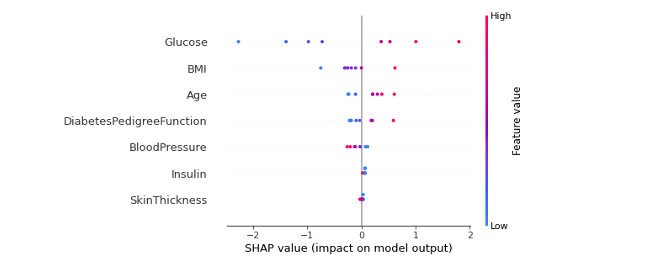 High
Glucose
BMI
Age
DiabetesPedigreeFunction
BloodPressure
Insulin
SkinThickness
Feature value
Low
−2 −1 0 1 2
SHAP value (impact on model output)